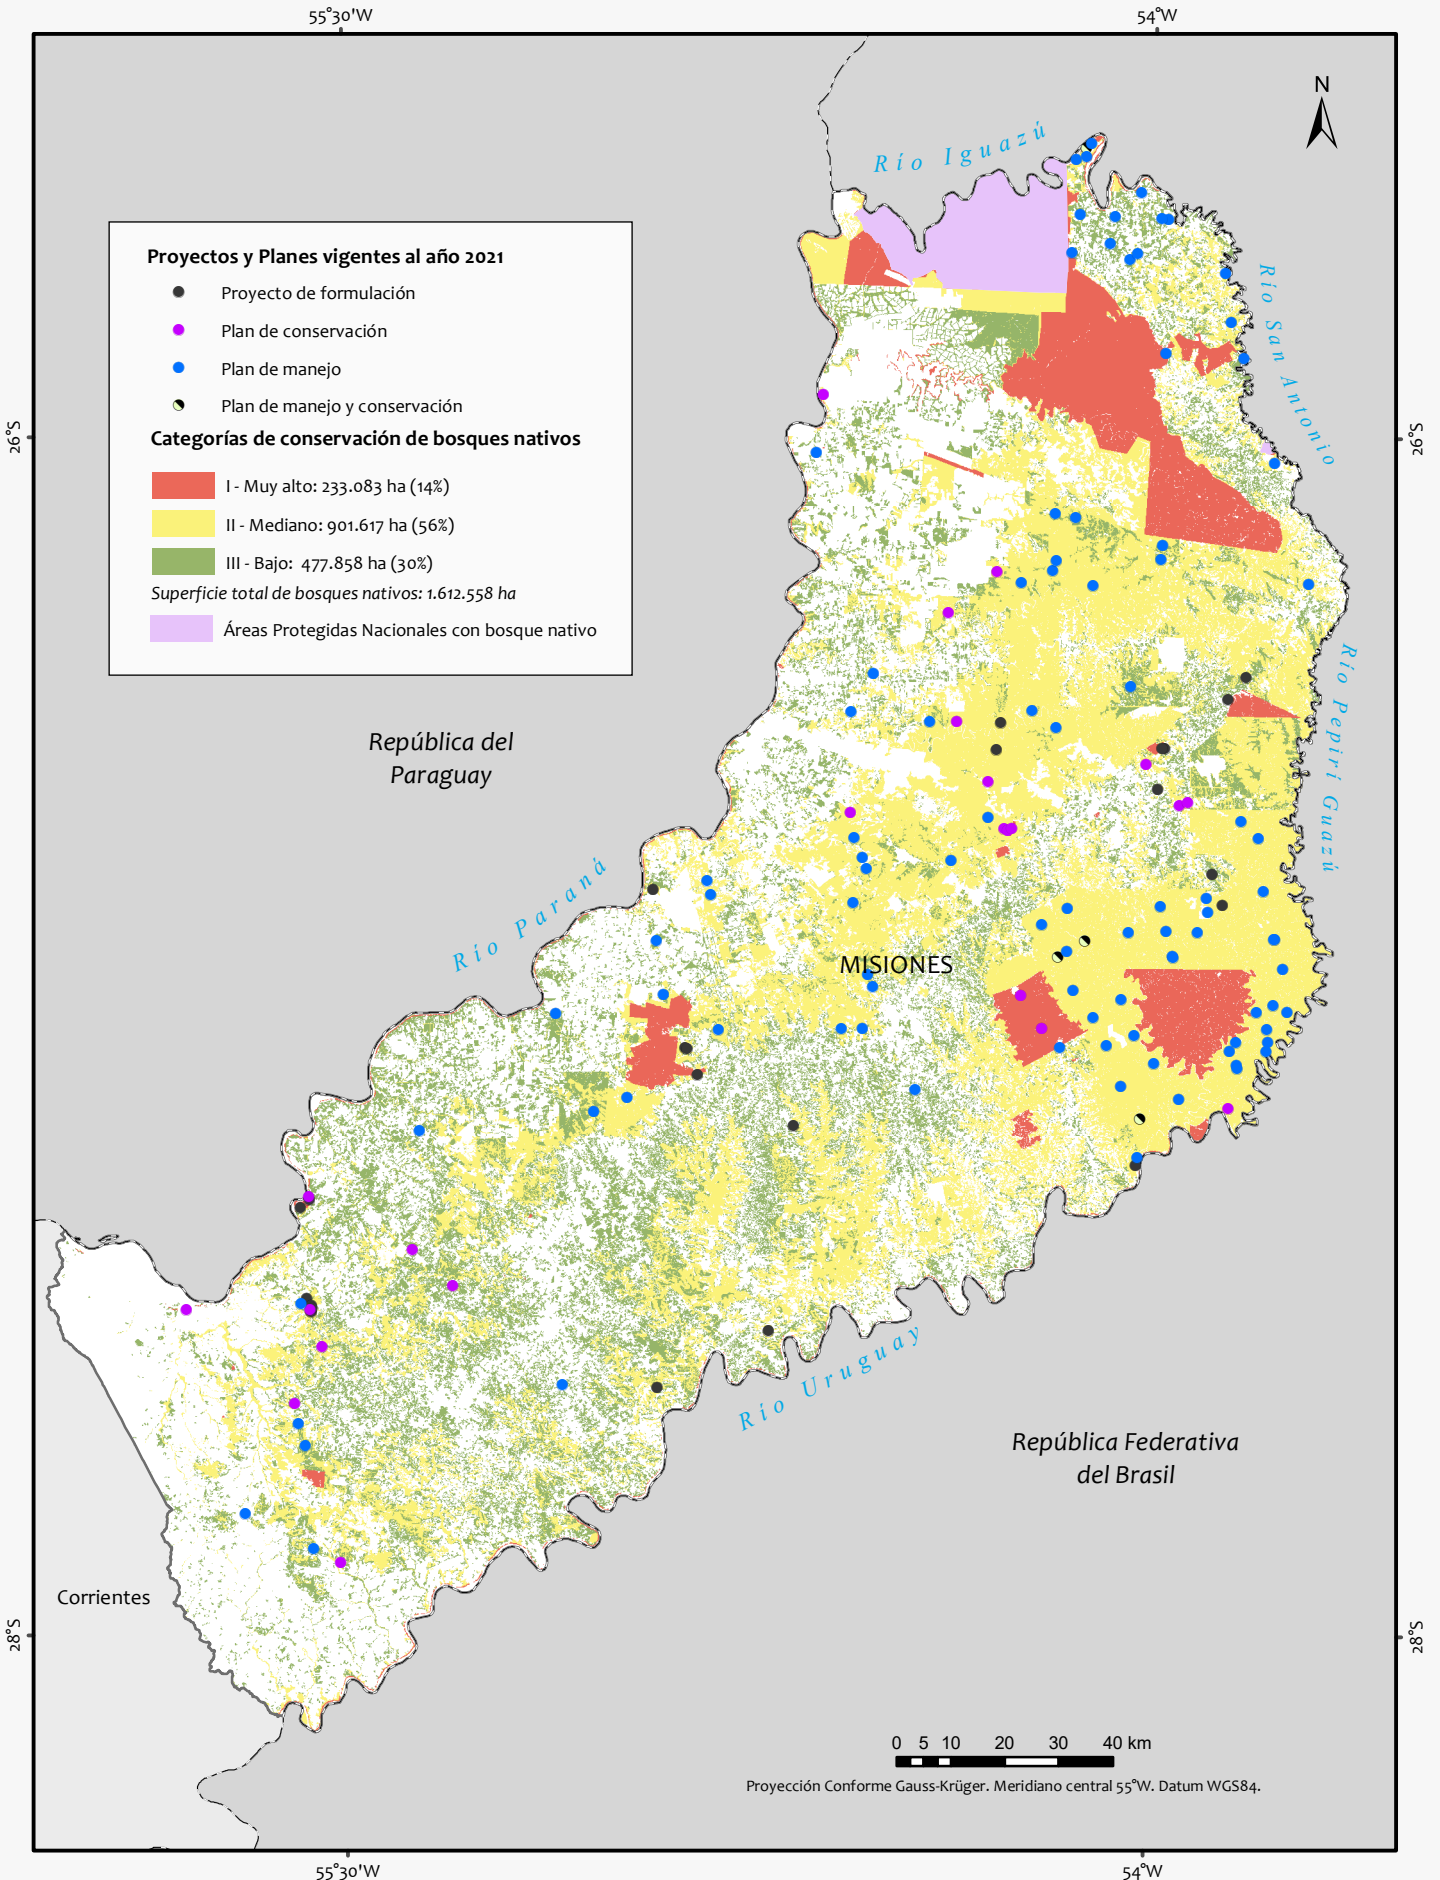 55°30'W
54°W
N
Río Iguazú
Proyectos y Planes vigentes al año 2021
Proyecto de formulación
Plan de conservación
Plan de manejo
Plan de manejo y conservación
Categorías de conservación de bosques nativos
I - Muy alto: 233.083 ha (14%)
II - Mediano: 901.617 ha (56%)
III - Bajo: 477.858 ha (30%)
Superficie total de bosques nativos: 1.612.558 ha
Áreas Protegidas Nacionales con bosque nativo
Río San Antonio
26°S
26°S
Río Pepirí Guazú
República del
Paraguay
Río Paraná
MISIONES
Río Uruguay
República Federativa
del Brasil
Corrientes
28°S
28°S
0 5 10 20 30 40 km
Proyección Conforme Gauss-Krüger. Meridiano central 55°W. Datum WGS84.
55°30'W
54°W